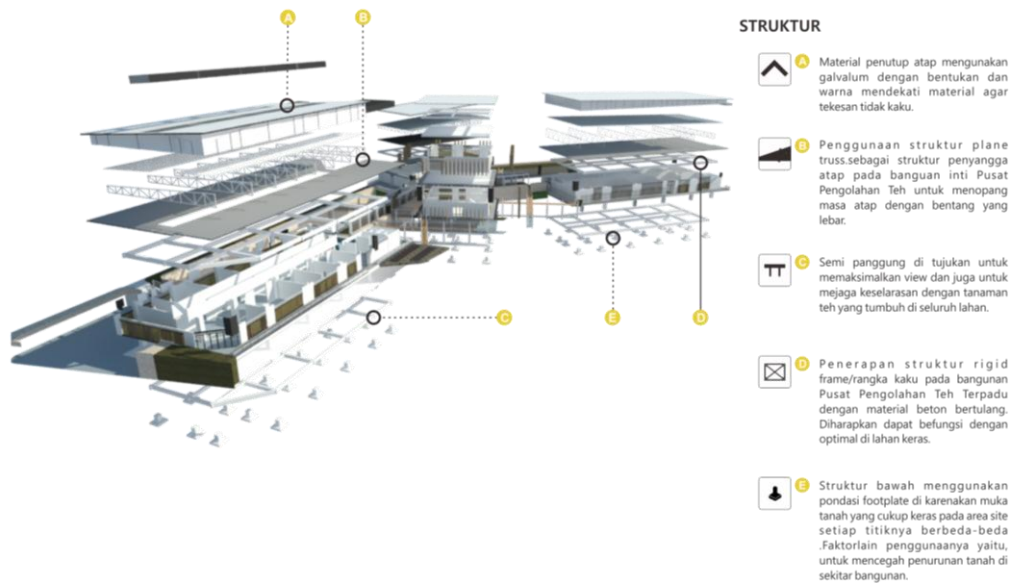 A
B
STRUKTUR
A
Material penutup atap mengunakan
galvalum dengan bentukan dan
warna mendekati material agar
tekesan tidak kaku.
B
Penggunaan struktur plane
truss.sebagai struktur penyangga
atap pada banguan inti Pusat
Pengolahan Teh untuk menopang
masa atap dengan bentang yang
lebar.
C
Semi panggung di tujukan untuk
memaksimalkan view dan juga untuk
mejaga keselarasan dengan tanaman
teh yang tumbuh di seluruh lahan.
C
E
D
D
Penerapan struktur rigid
frame/rangka kaku pada bangunan
Pusat Pengolahan Teh Terpadu
dengan material beton bertulang.
Diharapkan dapat befungsi dengan
optimal di lahan keras.
E
Struktur bawah menggunakan
pondasi footplate di karenakan muka
tanah yang cukup keras pada area site
setiap titiknya berbeda-beda
.Faktorlain penggunaanya yaitu,
untuk mencegah penurunan tanah di
sekitar bangunan.